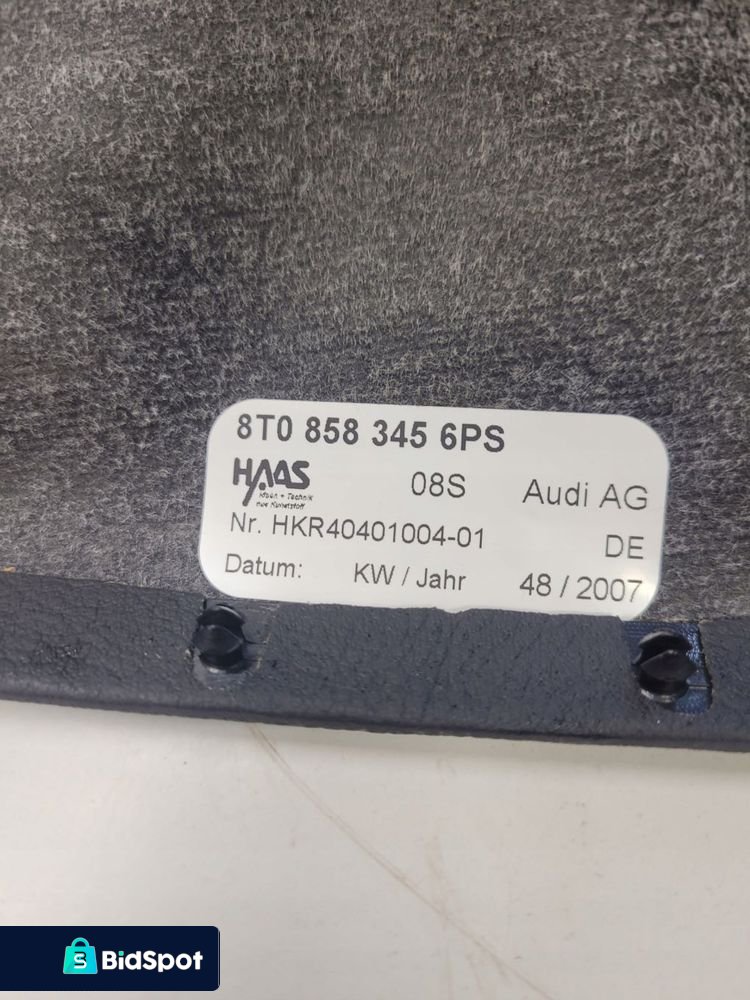 8T0 858 345 6PS
HAAS 08S Audi AG
Nr. HKR40401004-01 DE
Datum: KW / Jahr 48 / 2007
BidSpot